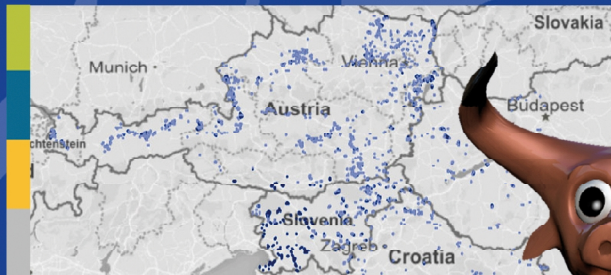 Slovakia
Munich
Vienna
Budapest
Austria
chtenstein
Slovenia
Zagreb
Croatia